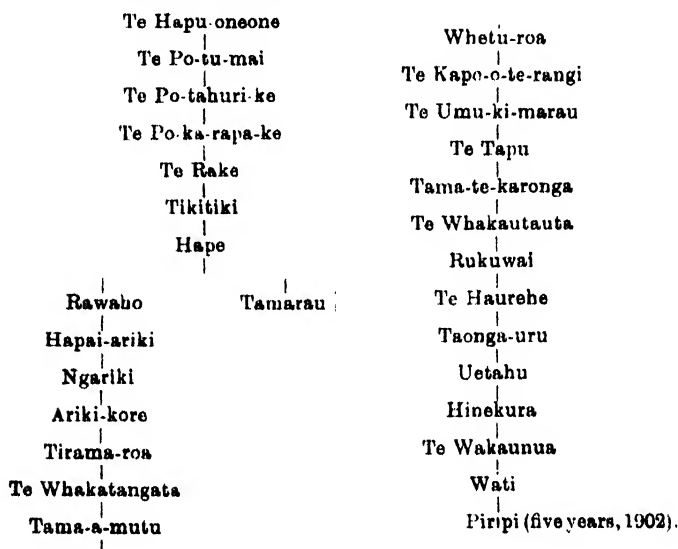 Te Hapu-oneone
Te Po-tu-mai
Te Po-tahuri-ke
Te Po-ka-rapa-ke
Te Rake
Tikitiki
Hape
Rawaho Tamarau
Hapai-ariki
Ngariki
Ariki-kore
Tirama-roa
Te Whakatangata
Tama-a-mutu
Whetu-roa
Te Kapo-o-te-rangi
Te Umu-ki-marau
Te Tapu
Tama-te-karonga
Te Whakautauta
Rukuwai
Te Haurehe
Taonga-uru
Uetahu
Hinekura
Te Wakaunua
Wati
Piripi (five years, 1902).